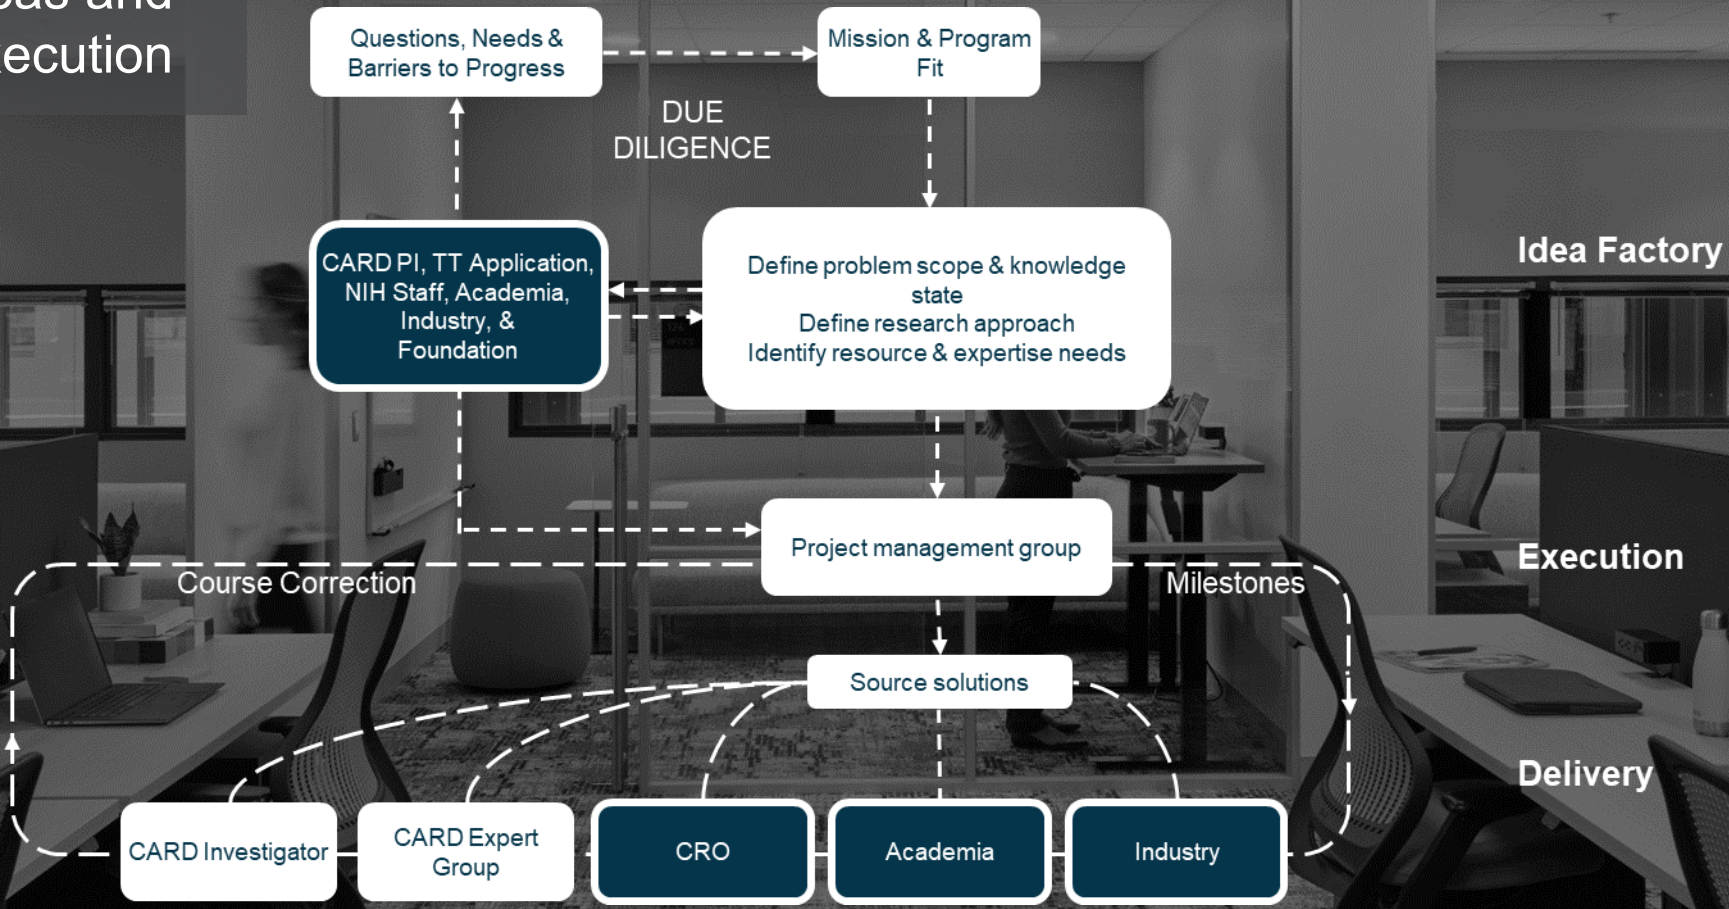 ecution
Questions, Needs &
Barriers to Progress
Mission & Program
Fit
DUE
DILIGENCE
CARD PI, TT Application,
NIH Staff, Academia,
Industry, &
Foundation
Define problem scope & knowledge
state
Define research approach
Identify resource & expertise needs
Idea Factory
Project management group
Execution
Course Correction
Milestones
Source solutions
Delivery
CARD Investigator
CARD Expert
Group
CRO
Academia
Industry